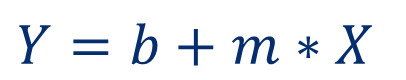 Y = b + m * X